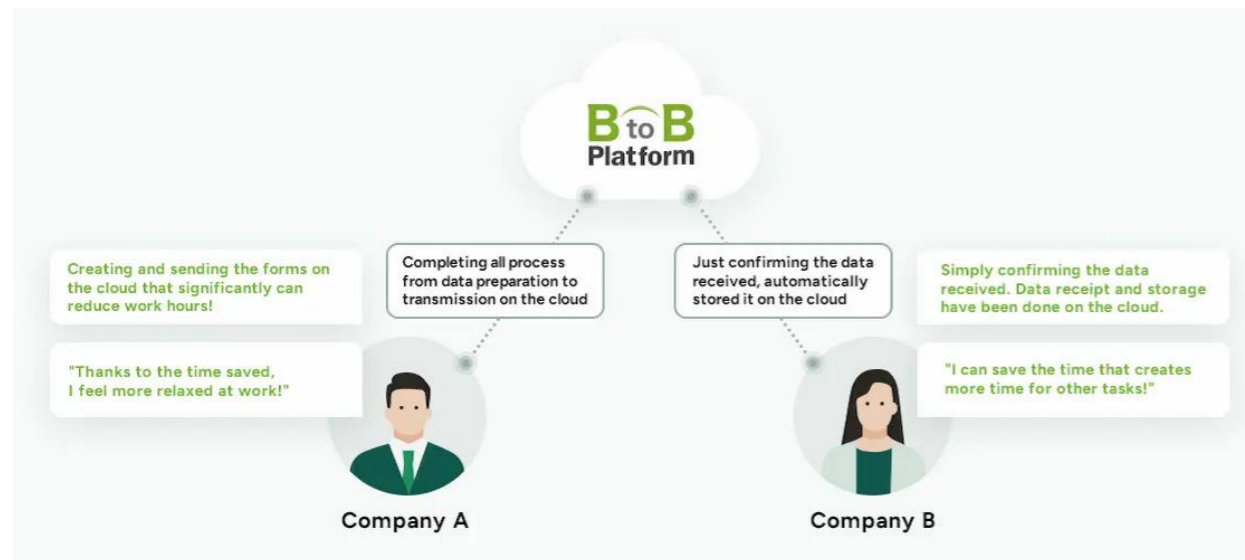 B to B
Platform
Completing all process
from data preparation to
transmission on the cloud
Just confirming the data
received, automatically
stored it on the cloud
Creating and sending the forms on
the cloud that significantly can
reduce work hours!
"Thanks to the time saved,
I feel more relaxed at work!"
Simply confirming the data
received. Data receipt and storage
have been done on the cloud.
"I can save the time that creates
more time for other tasks!"
Company A
Company B